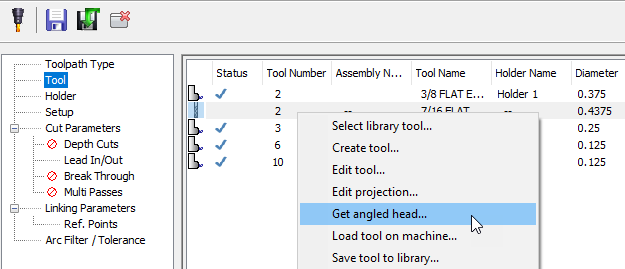 Toolpath Type
Tool
Holder
Setup
Cut Parameters
Depth Cuts
Lead In/Out
Break Through
Multi Passes
Linking Parameters
Ref. Points
Arc Filter / Tolerance
Status Tool Number Assembly N... Tool Name Holder Name Diameter
2 3/8 FLAT E... Holder 1 0.375
2 -- 7/16 FLAT -- 0.4375
3 0.25
6 0.125
10 0.125
Select library tool...
Create tool...
Edit tool...
Edit projection...
Get angled head...
Load tool on machine...
Save tool to library...